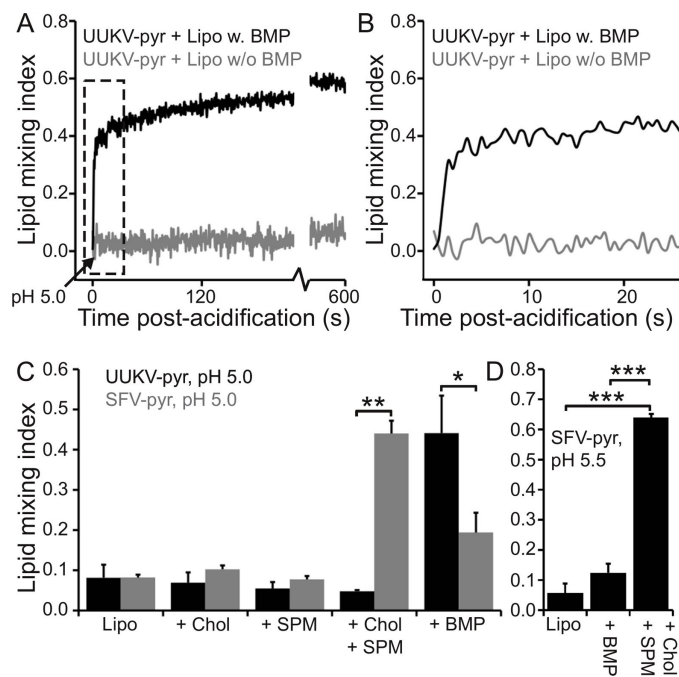 A
UUKV-pyr + Lipo w. BMP
UUKV-pyr + Lipo w/o BMP
Lipid mixing index
0.6
0.4
0.2
0.0
pH 5.0
0
120
600
Time post-acidification (s)
B
UUKV-pyr + Lipo w. BMP
UUKV-pyr + Lipo w/o BMP
Lipid mixing index
0.6
0.4
0.2
0.0
0
10
20
Time post-acidification (s)
C
UUKV-pyr, pH 5.0
SFV-pyr, pH 5.0
Lipid mixing index
0.6
0.5
0.4
0.3
0.2
0.1
0.0
**
*
Lipo
+ Chol
+ SPM
+ Chol
+ SPM
+ BMP
D
0.8
0.7
0.6
0.5
0.4
0.3
0.2
0.1
0.0
***
***
SFV-pyr,
pH 5.5
Lipo
+ BMP
+ SPM
+ Chol